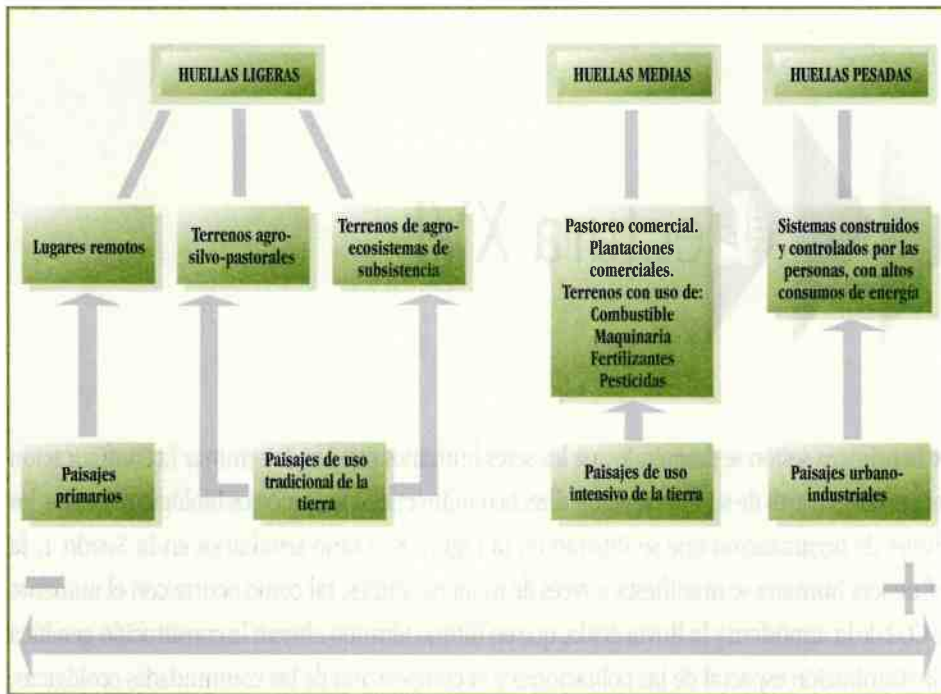 HUELLAS LIGERAS
HUELLAS MEDIAS
HUELLAS PESADAS
Lugares remotos
Terrenos agro-
silvo-pastorales
Terrenos de agro-
ecosistemas de
subsistencia
Pastoreo comercial.
Plantaciones
comerciales.
Terrenos con uso de:
Combustible
Maquinaria
Fertilizantes
Pesticidas
Sistemas construidos
y controlados por las
personas, con altos
consumos de energía
Paisajes
primarios
Paisajes de uso
tradicional de la
tierra
Paisajes de uso
intensivo de la tierra
Paisajes urbano-
industriales
− +